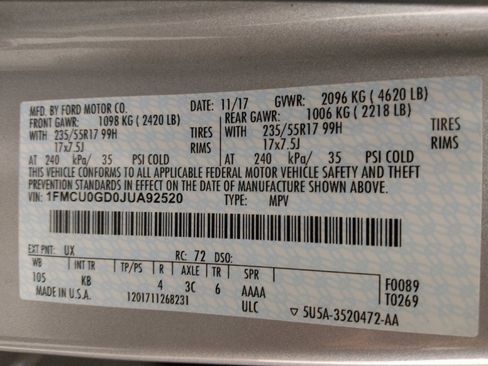 MFD. BY FORD MOTOR CO.
DATE: 11/17 GVWR: 2096 KG ( 4620 LB)
FRONT GAWR: 1098 KG ( 2420 LB) REAR GAWR: 1006 KG ( 2218 LB)
WITH 235/55R17 99H TIRES WITH 235/55R17 99H TIRES
17x7.5J RIMS 17x7.5J RIMS
AT 240 kPa/ 35 PSI COLD AT 240 kPa/ 35 PSI COLD
THIS VEHICLE CONFORMS TO ALL APPLICABLE FEDERAL MOTOR VEHICLE SAFETY AND THEFT
PREVENTION STANDARDS IN EFFECT ON THE DATE OF MANUFACTURE SHOWN ABOVE.
VIN: 1FMCU0GD0JUA92520 TYPE: MPV
EXT PNT: UX RC: 72 DSO:
WB INT TR TP/PS R AXLE TR SPR
105 KB 4 3C 6 AAAA
F0089
T0269
MADE IN U.S.A. 1201711268231 ULC 5U5A-3520472-AA